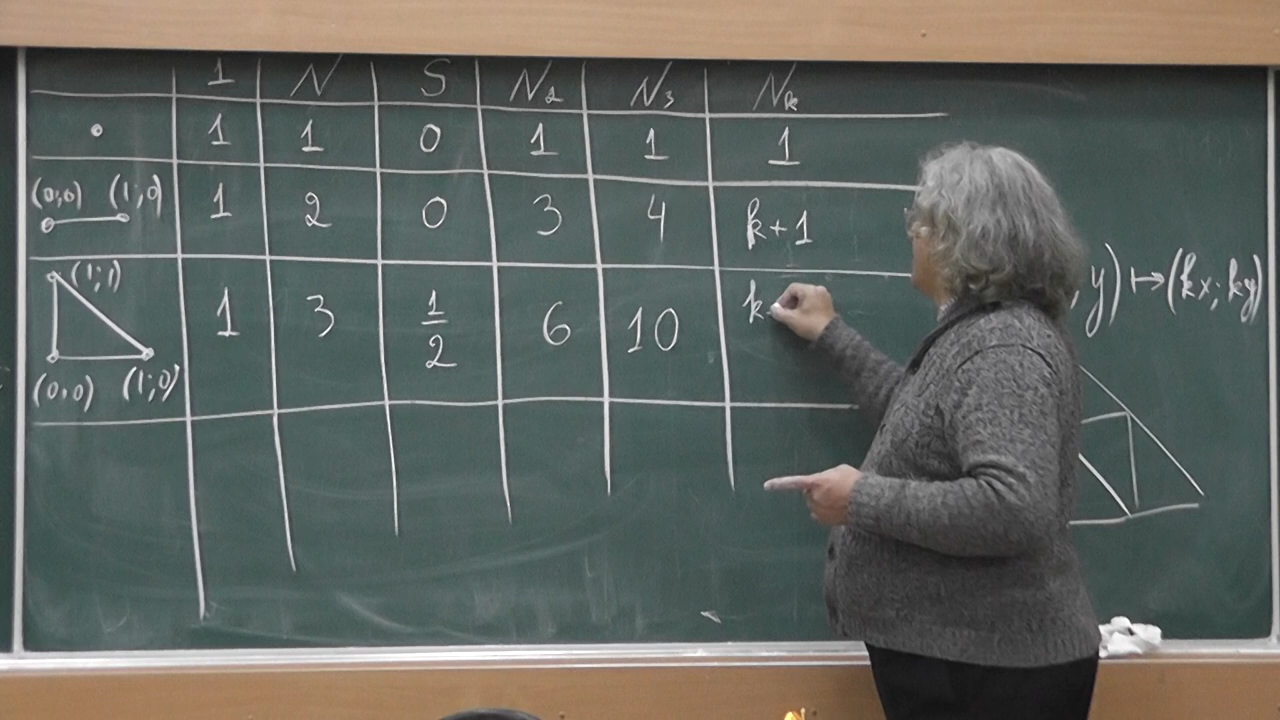 1 N S N₂ N₃ Nₖ
1 1 0 1 1 1
(0;0) (1;0) 1 2 0 3 4 k+1
(1;1)
1 3 1/2 6 10 k
(0;0) (1;0)
, y) ↦ (kx; ky)